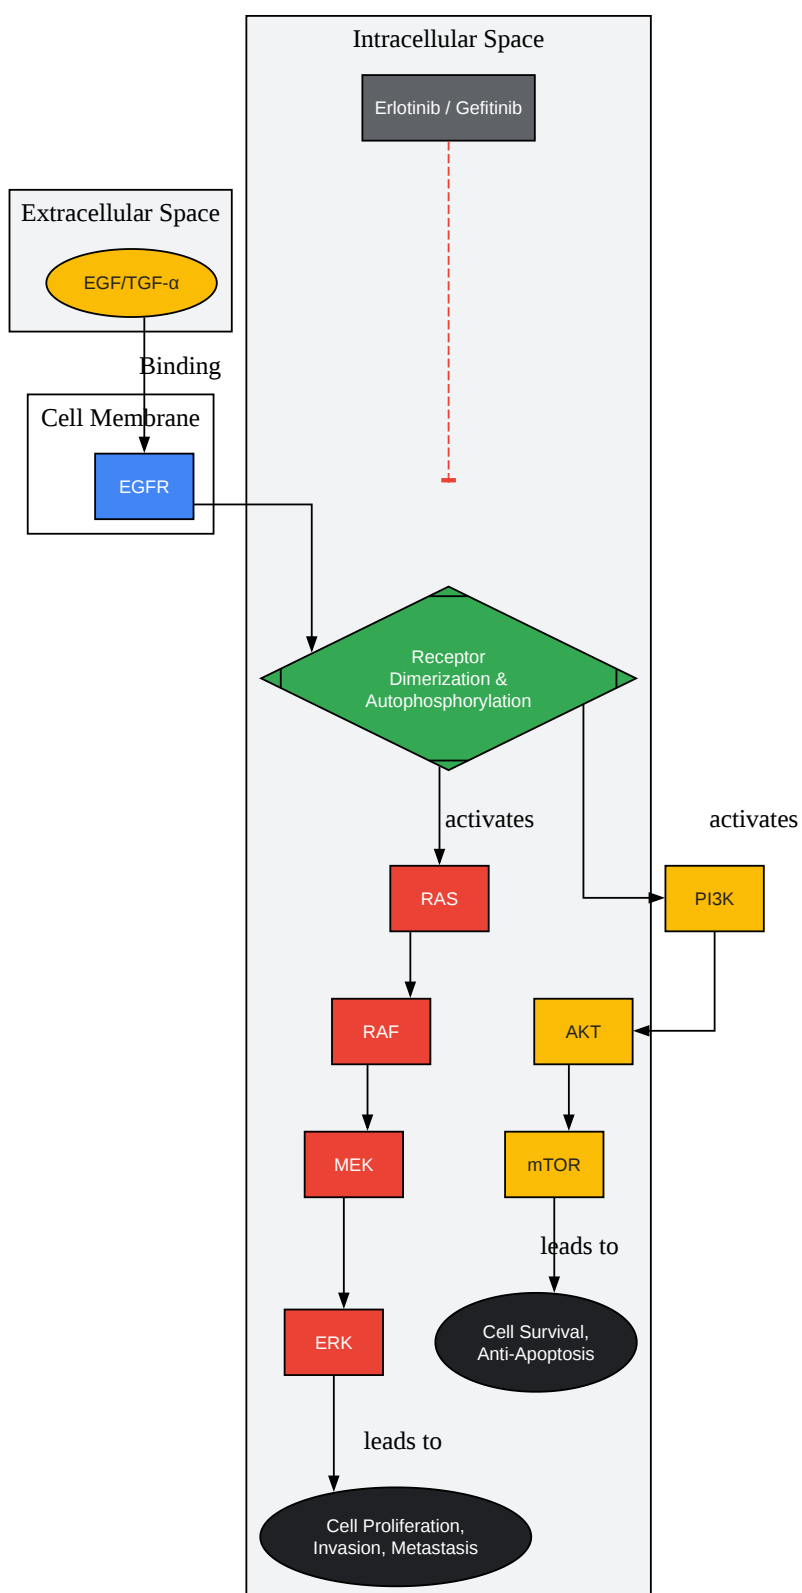 Intracellular Space
Erlotinib / Gefitinib
Extracellular Space
EGF/TGF-α
Binding
Cell Membrane
EGFR
Receptor
Dimerization &
Autophosphorylation
activates
activates
RAS
PI3K
RAF
AKT
MEK
mTOR
leads to
ERK
Cell Survival,
Anti-Apoptosis
leads to
Cell Proliferation,
Invasion, Metastasis